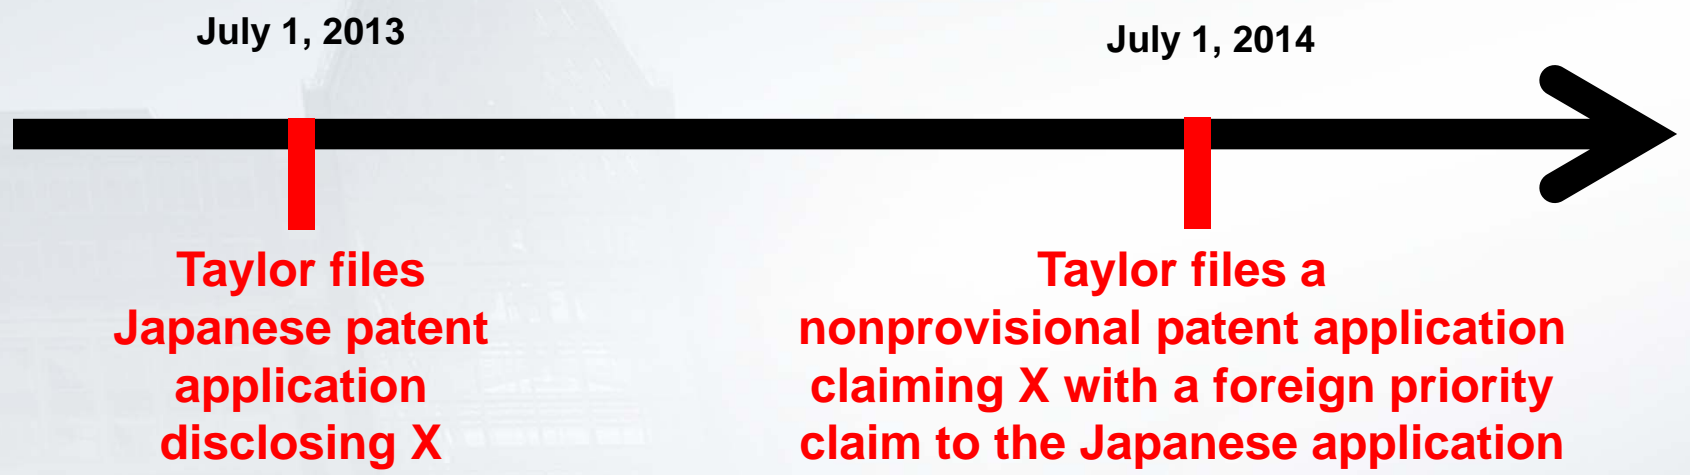 July 1, 2013
July 1, 2014
Taylor files
Japanese patent
application
disclosing X
Taylor files a
nonprovisional patent application
claiming X with a foreign priority
claim to the Japanese application